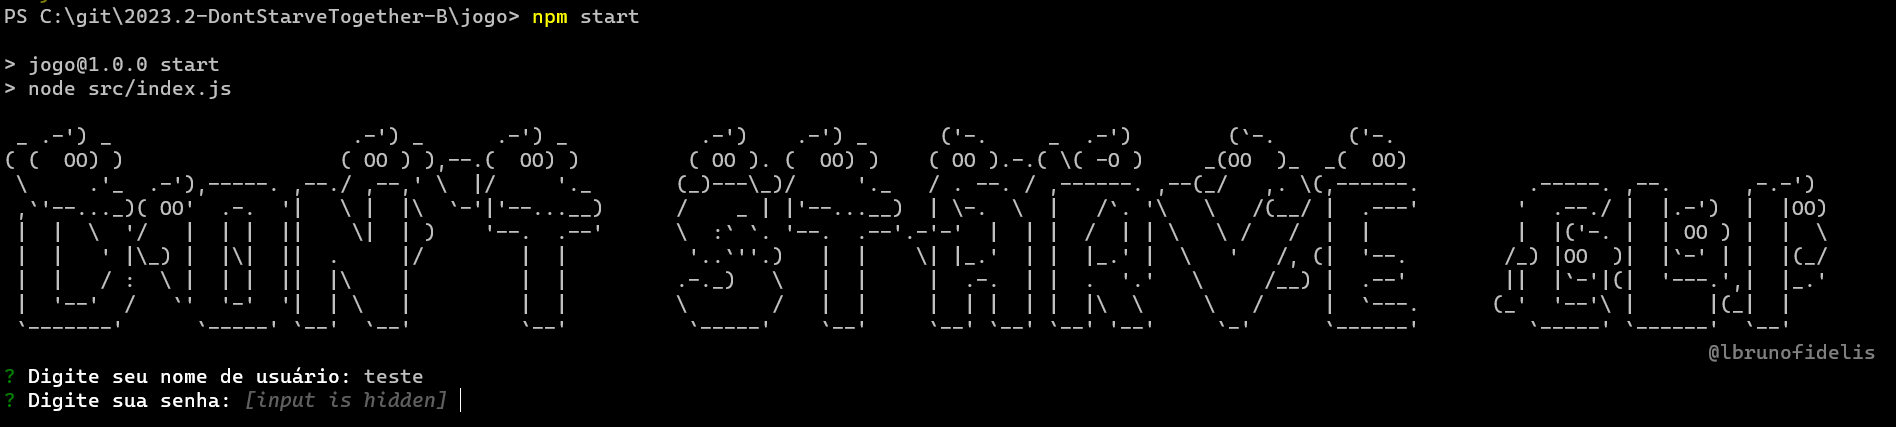 PS C:\git\2023.2-DontStarveTogether-B\jogo> npm start
> jogo@1.0.0 start
> node src/index.js
DON'T STARVE CLI
@lbrunofidelis
? Digite seu nome de usuário: teste
? Digite sua senha: [input is hidden]